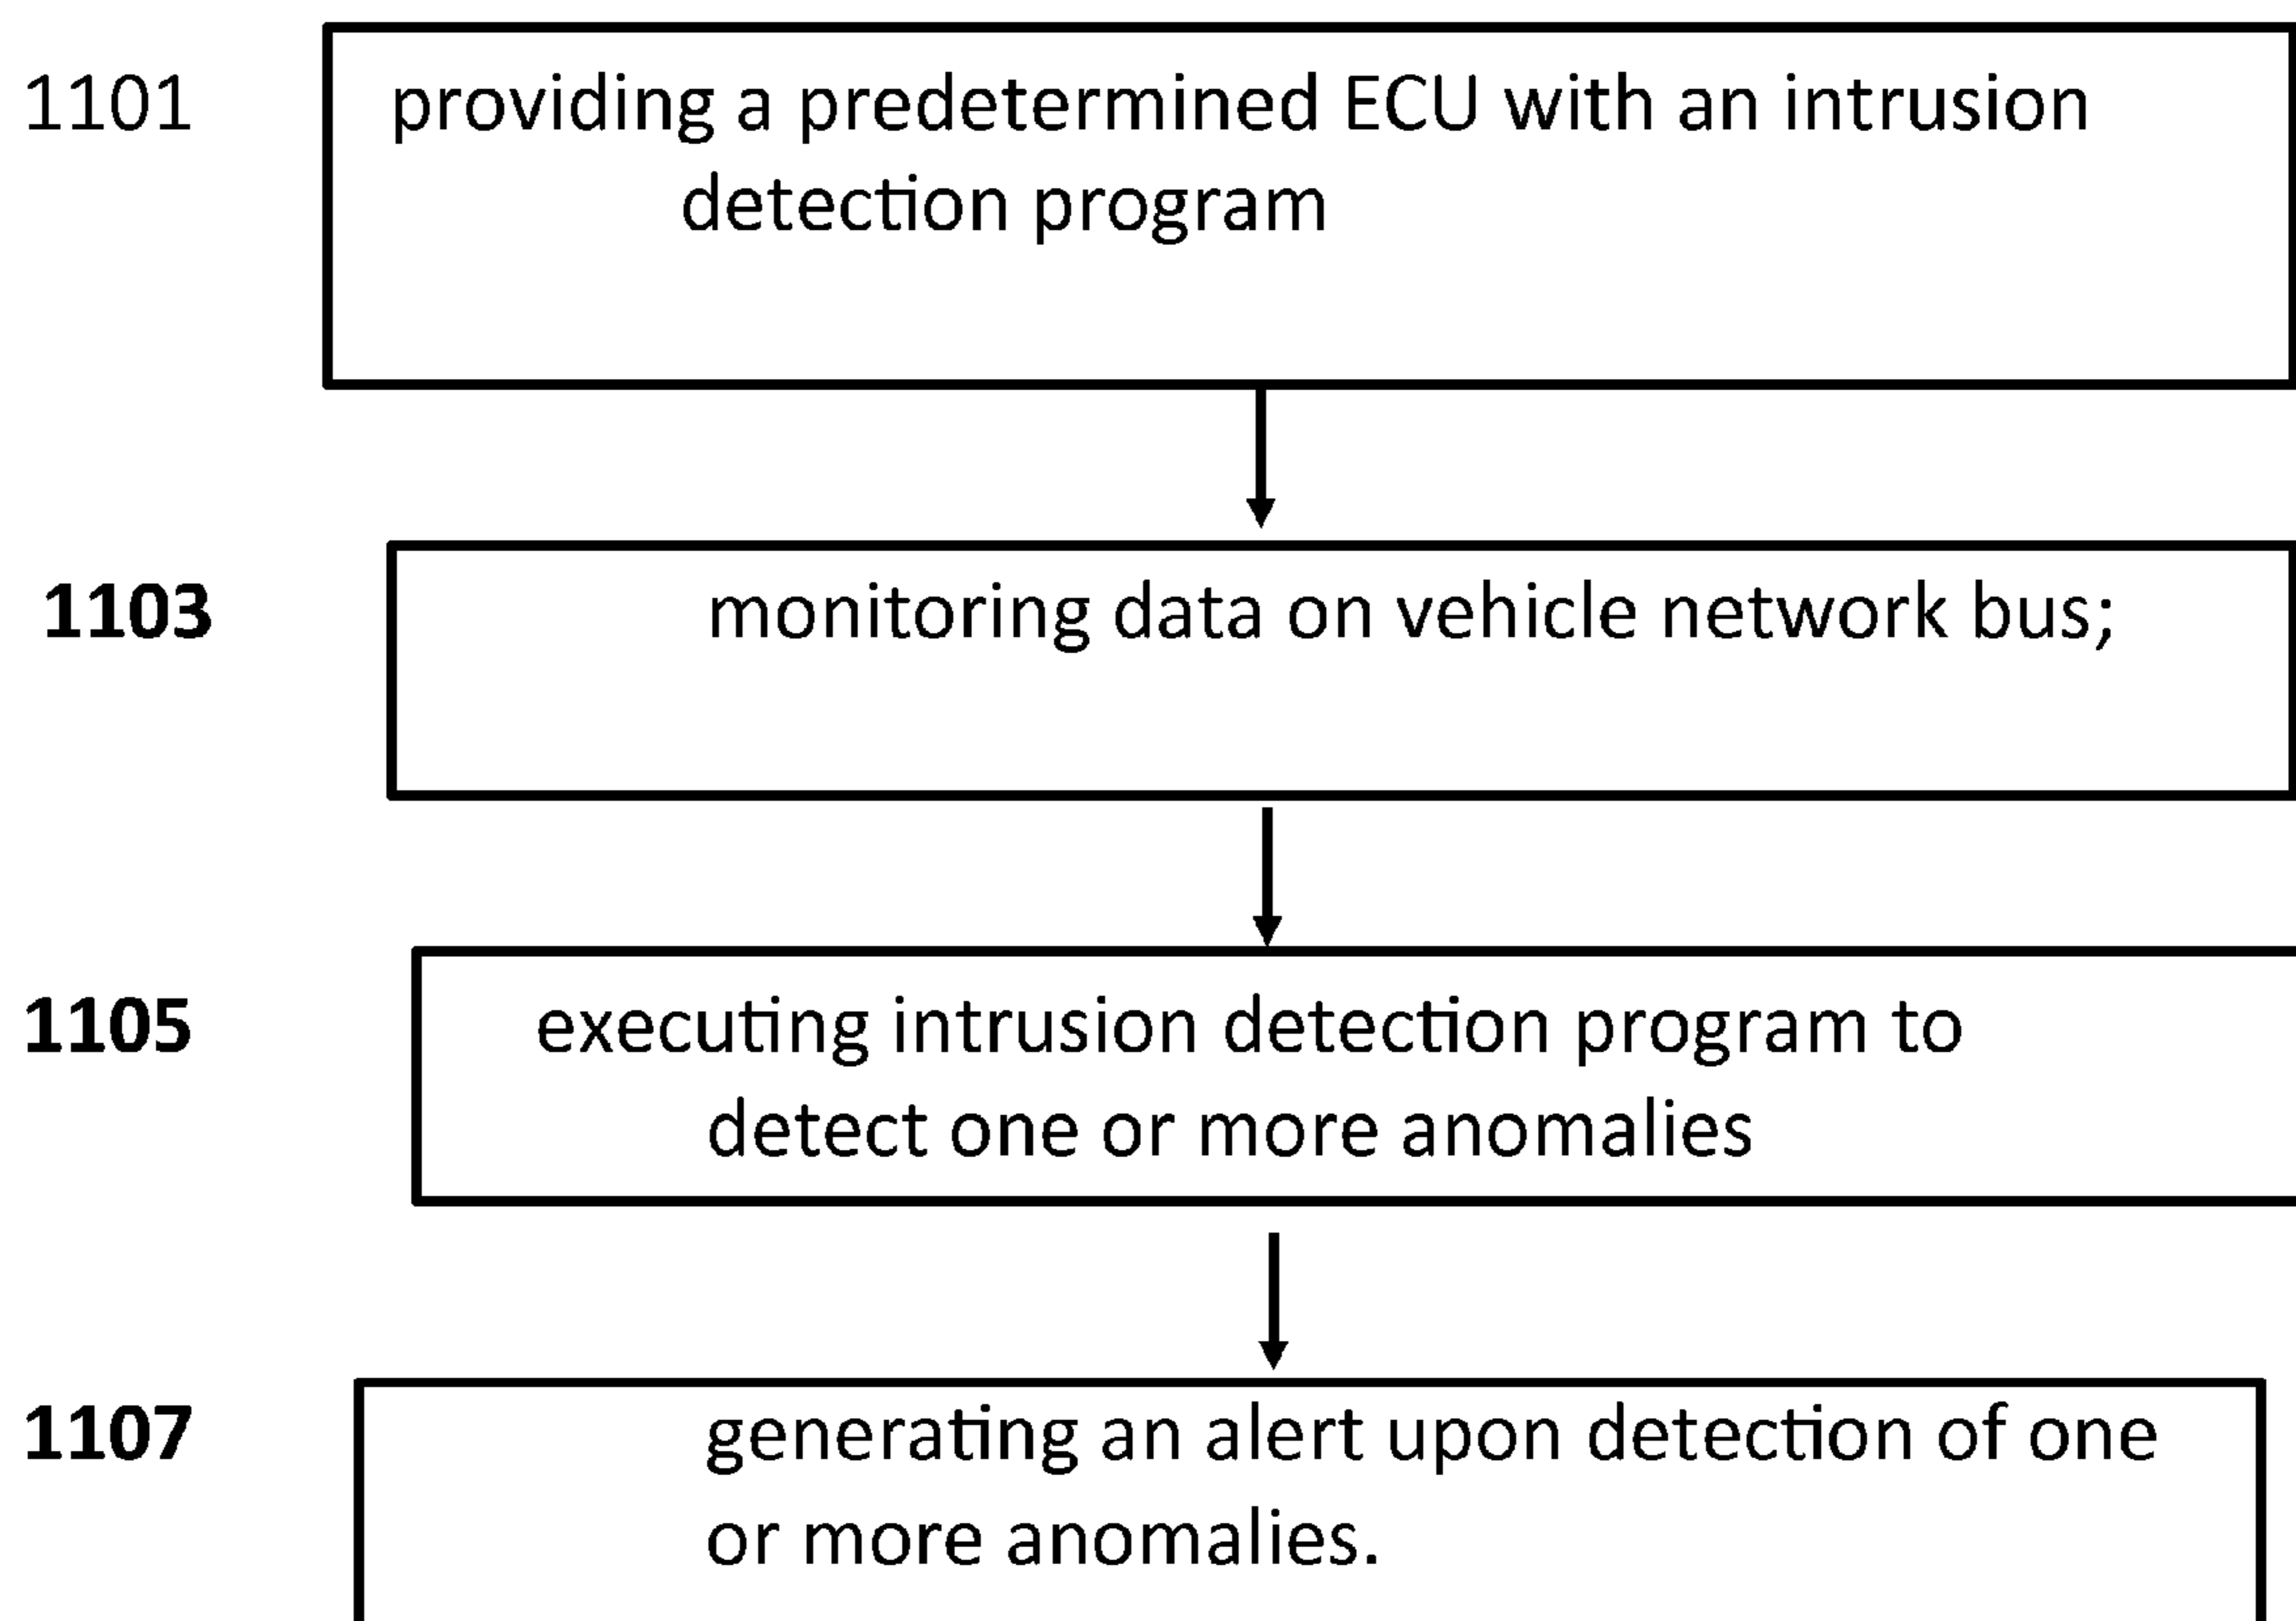 1101
providing a predetermined ECU with an intrusion
detection program
1103
monitoring data on vehicle network bus;
1105
executing intrusion detection program to
detect one or more anomalies
1107
generating an alert upon detection of one
or more anomalies.